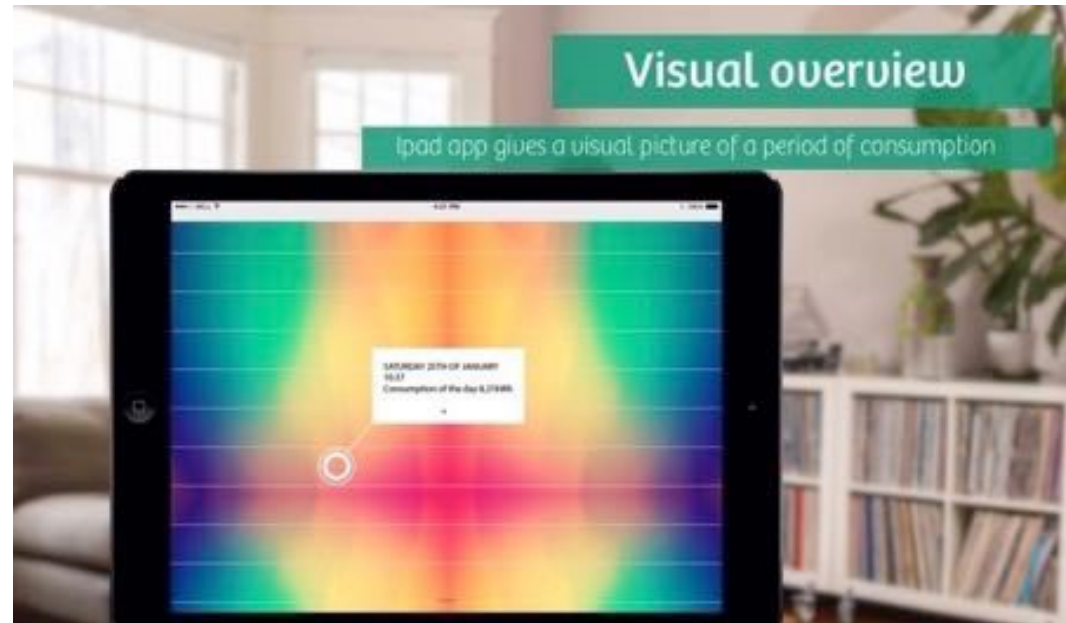 Visual overview
Ipad app gives a visual picture of a period of consumption
SATURDAY 25TH OF JANUARY
Consumption of the day